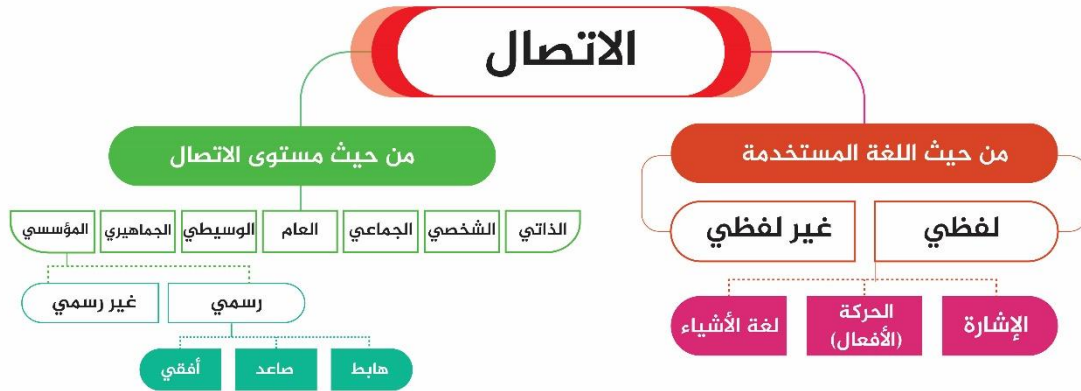 الاتصال
من حيث اللغة المستخدمة
من حيث مستوى الاتصال
لفظي
غير لفظي
الذاتي
الشخصي
الجماعي
العام
الوسيطي
الجماهيري
المؤسسي
الإشارة
الحركة
(الأفعال)
لغة الأشياء
رسمي
غير رسمي
هابط
صاعد
أفقي